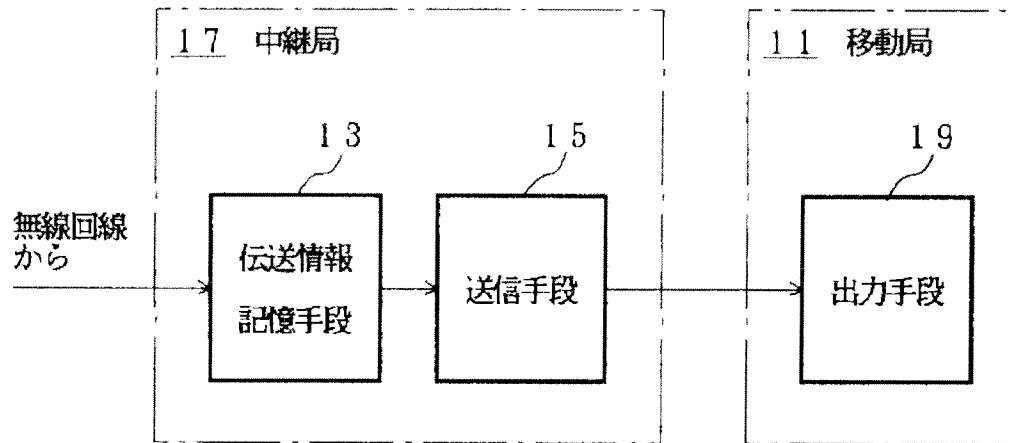 １７ 中継局
１１ 移動局
１３
１５
１９
無線回線
から
伝送情報
記憶手段
送信手段
出力手段